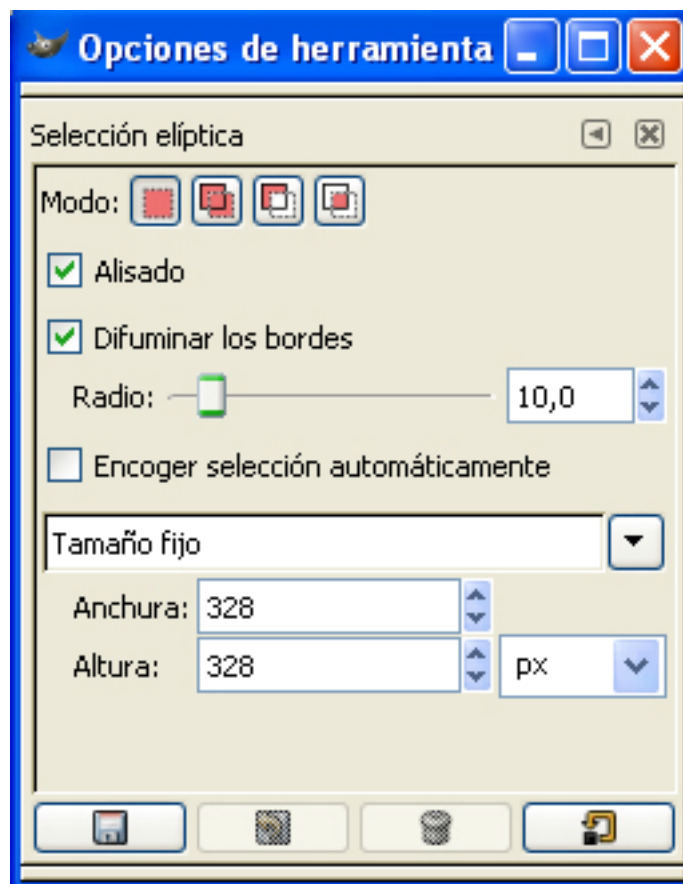 Opciones de herramienta
Selección elíptica
Modo:
Alisado
Difuminar los bordes
Radio: 10,0
Encoger selección automáticamente
Tamaño fijo
Anchura: 328
Altura: 328 px